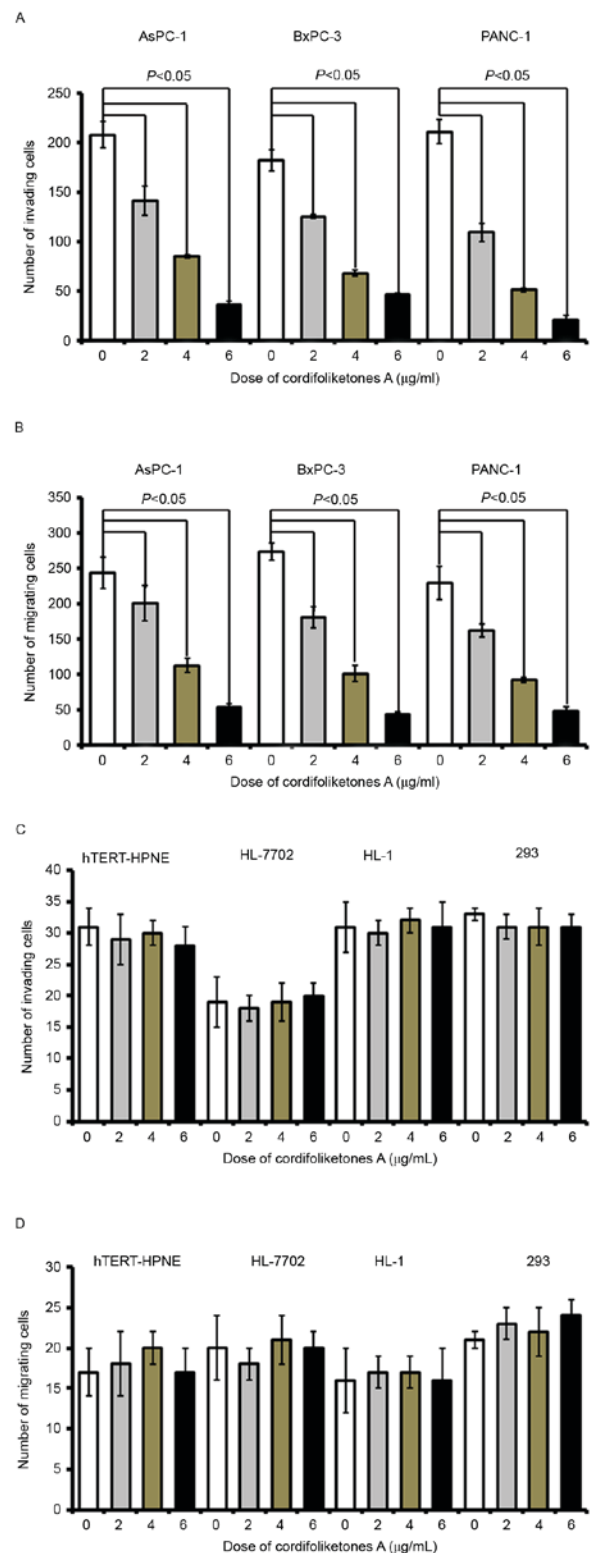 A
AsPC-1 BxPC-3 PANC-1
P<0.05 P<0.05 P<0.05
Number of invading cells
250
200
150
100
50
0
0 2 4 6 0 2 4 6 0 2 4 6
Dose of cordifoliketones A (μg/ml)
B
AsPC-1 BxPC-3 PANC-1
P<0.05 P<0.05 P<0.05
Number of migrating cells
350
300
250
200
150
100
50
0
0 2 4 6 0 2 4 6 0 2 4 6
Dose of cordifoliketones A (μg/ml)
C
hTERT-HPNE HL-7702 HL-1 293
Number of invading cells
40
35
30
25
20
15
10
5
0
0 2 4 6 0 2 4 6 0 2 4 6 0 2 4 6
Dose of cordifoliketones A (μg/mL)
D
hTERT-HPNE HL-7702 HL-1 293
Number of migrating cells
30
25
20
15
10
5
0
0 2 4 6 0 2 4 6 0 2 4 6 0 2 4 6
Dose of cordifoliketones A (μg/mL)